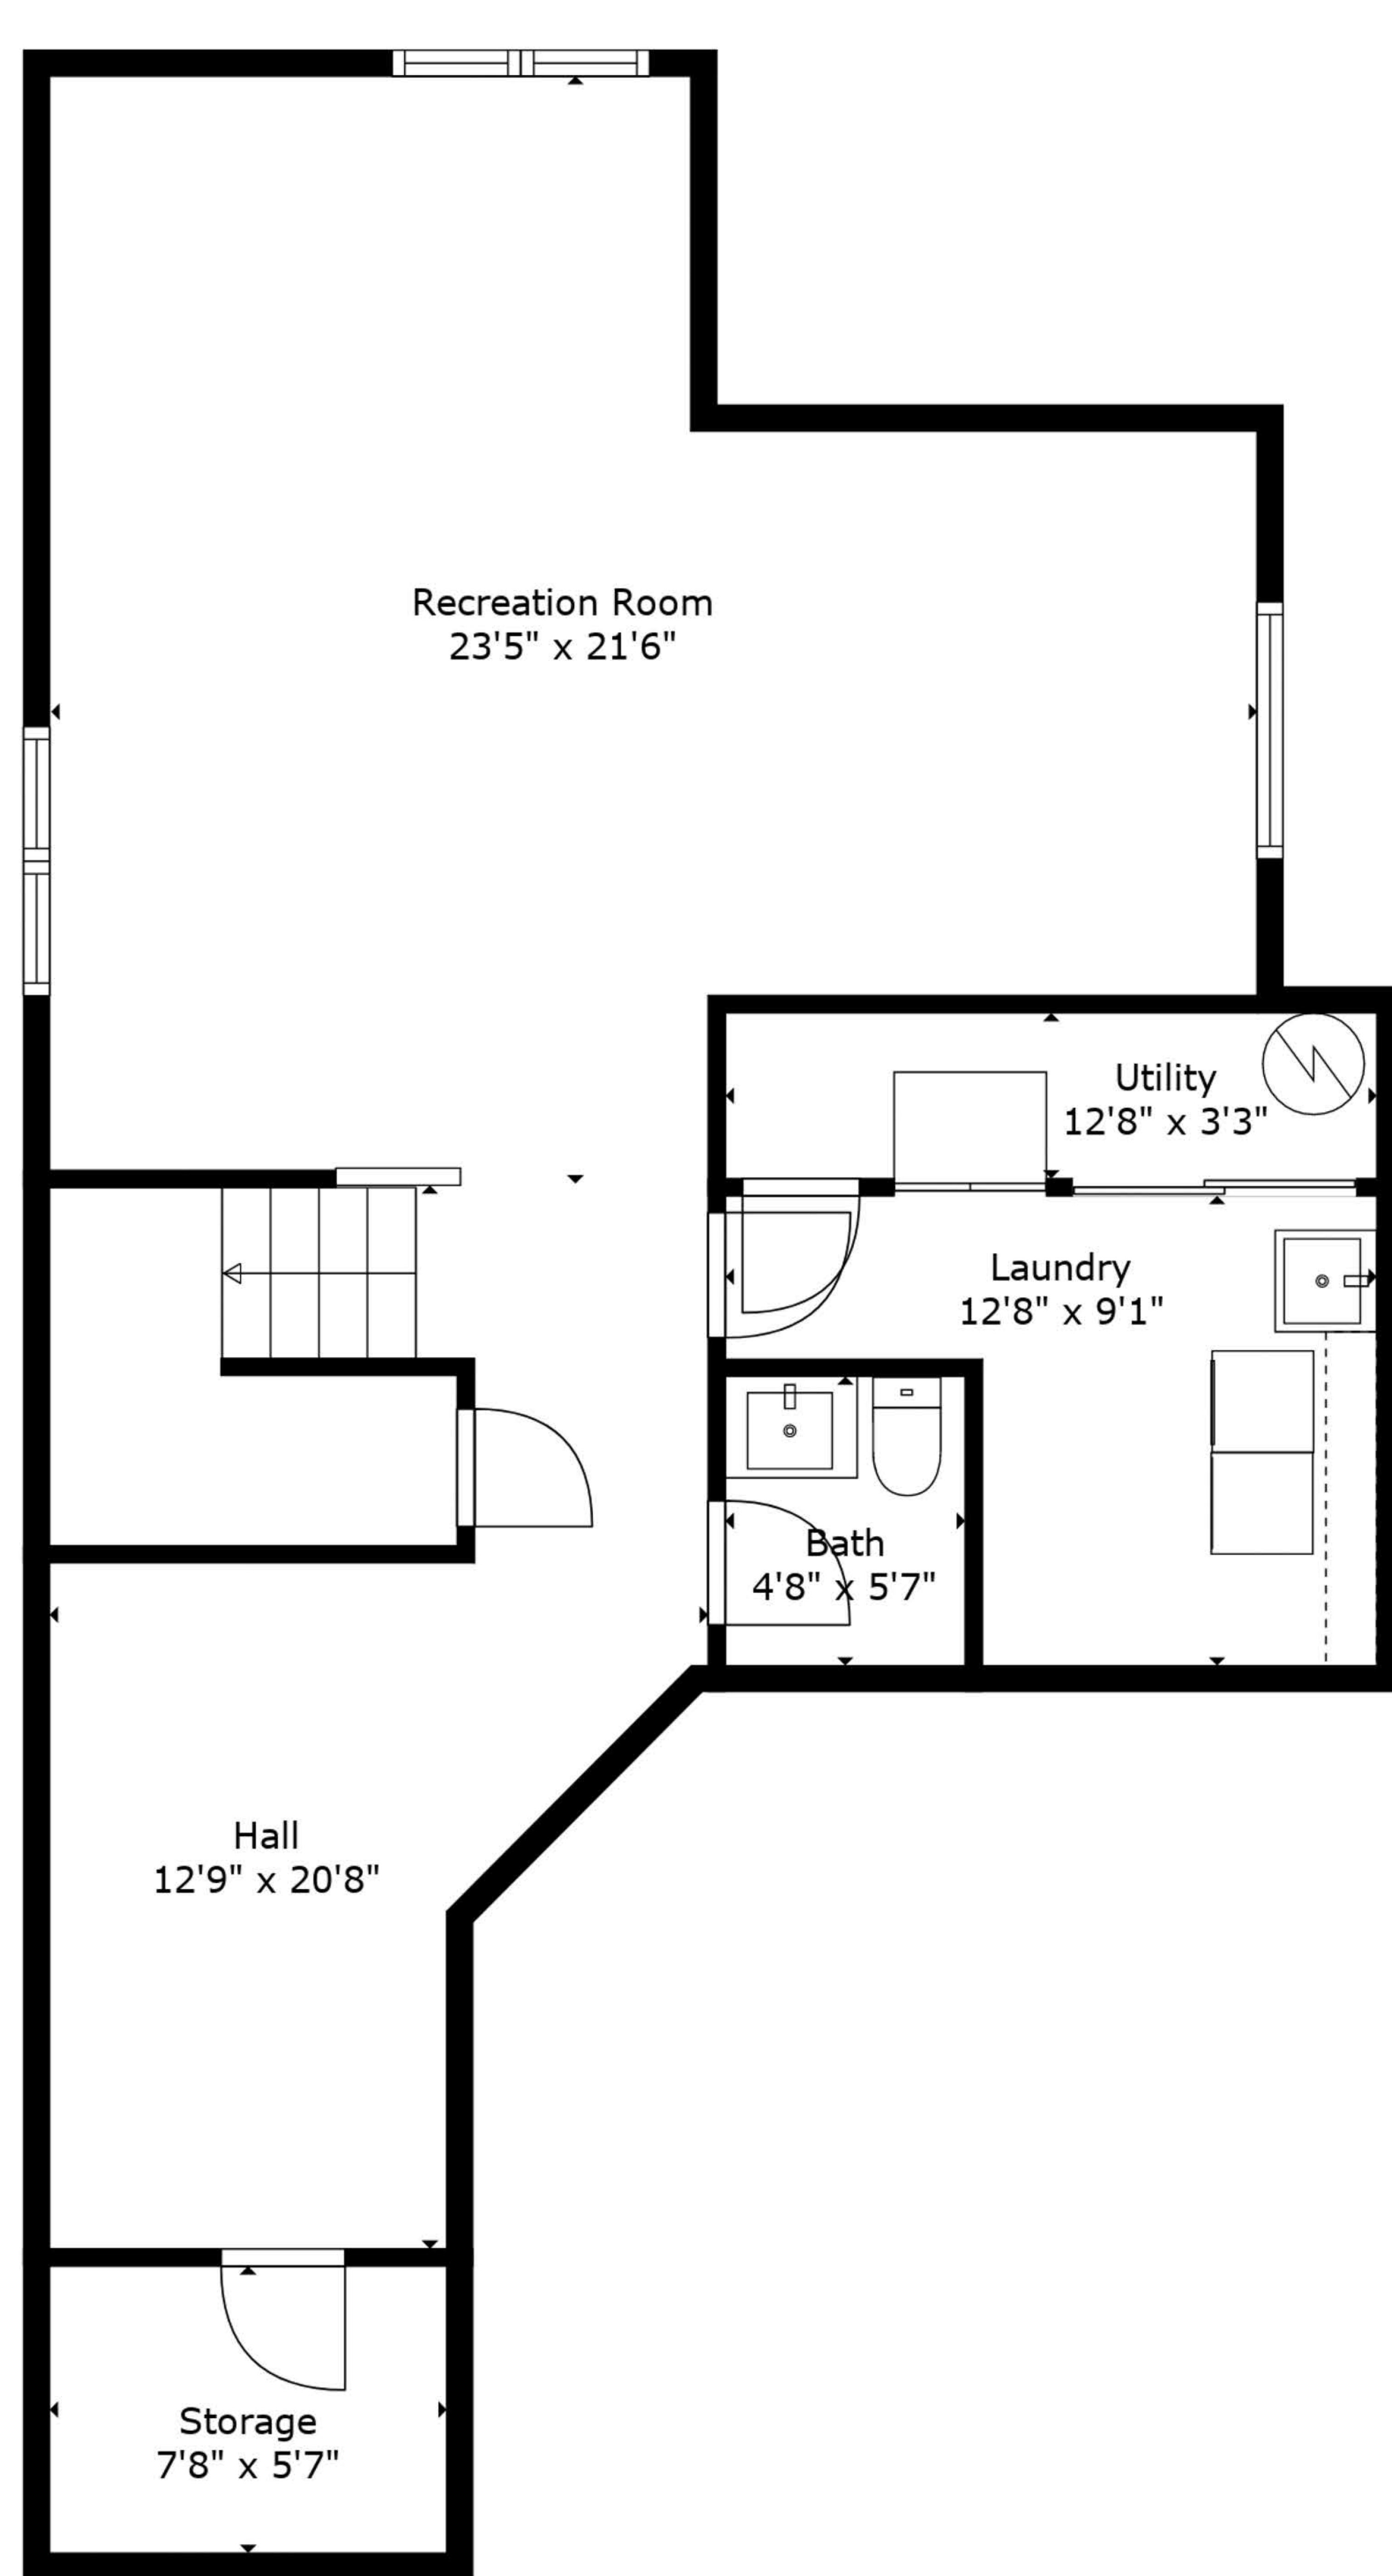 Recreation Room
23'5" x 21'6"
Utility
12'8" x 3'3"
Laundry
12'8" x 9'1"
Bath
4'8" x 5'7"
Hall
12'9" x 20'8"
Storage
7'8" x 5'7"